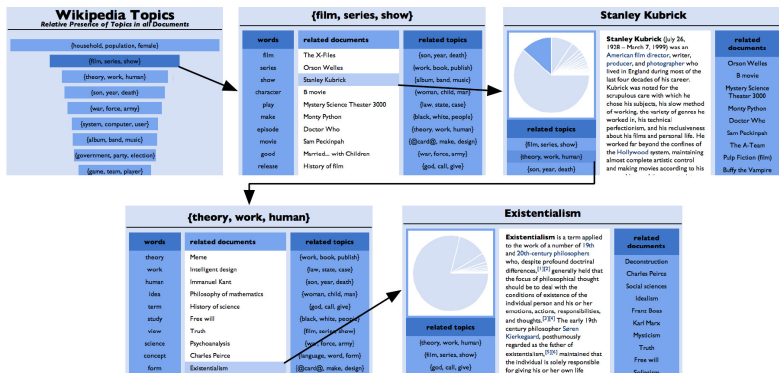 Wikipedia Topics
Relative Presence of Topics in all Documents
{household, population, female}
{film, series, show}
{theory, work, human}
{son, year, death}
{war, force, army}
{system, computer, user}
{album, band, music}
{government, party, election}
{game, team, player}
{film, series, show}
words
film
series
show
character
play
make
episode
movie
good
release
related documents
The X-Files
Orson Welles
Stanley Kubrick
B movie
Mystery Science Theater 3000
Monty Python
Doctor Who
Sam Peckinpah
Married... with Children
History of film
related topics
{son, year, death}
{work, book, publish}
{album, band, music}
{woman, child, man}
{law, state, case}
{black, white, people}
{theory, work, human}
{@card@, make, design}
{war, force, army}
{god, call, give}
Stanley Kubrick
related topics
{film, series, show}
{theory, work, human}
{son, year, death}
Stanley Kubrick (July 26,
1928 – March 7, 1999) was an
American film director, writer,
producer, and photographer who
lived in England during most of the
last four decades of his career.
Kubrick was noted for the
scrupulous care with which he
chose his subjects, his slow method
of working, the variety of genres he
worked in, his technical
perfectionism, and his reclusiveness
about his films and personal life. He
worked far beyond the confines of
the Hollywood system, maintaining
almost complete artistic control
and making movies according to his
related
documents
Orson Welles
B movie
Mystery Science
Theater 3000
Monty Python
Doctor Who
Sam Peckinpah
The A-Team
Pulp Fiction (film)
Buffy the Vampire
{theory, work, human}
words
theory
work
human
idea
term
study
view
science
concept
form
related documents
Meme
Intelligent design
Immanuel Kant
Philosophy of mathematics
History of science
Free will
Truth
Psychoanalysis
Charles Peirce
Existentialism
related topics
{work, book, publish}
{law, state, case}
{son, year, death}
{woman, child, man}
{god, call, give}
{black, white, people}
{film, series, show}
{war, force, army}
{language, word, form}
{@card@, make, design}
Existentialism
related topics
{theory, work, human}
{film, series, show}
{god, call, give}
Existentialism is a term applied
to the work of a number of 19th
and 20th-century philosophers
who, despite profound doctrinal
differences,[1][2] generally held that
the focus of philosophical thought
should be to deal with the
conditions of existence of the
individual person and his or her
emotions, actions, responsibilities,
and thoughts.[3][4] The early 19th
century philosopher Søren
Kierkegaard, posthumously
regarded as the father of
existentialism,[5][6] maintained that
the individual is solely responsible
for giving his or her own life
related
documents
Deconstruction
Charles Peirce
Social sciences
Idealism
Franz Boas
Karl Marx
Mysticism
Truth
Free will